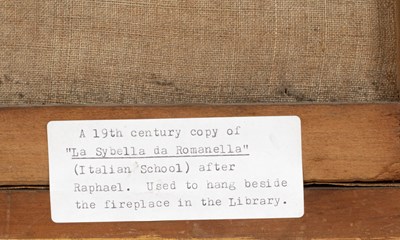 A 19th century copy of
"La Sybella da Romanella"
(Italian School) after
Raphael. Used to hang beside
the fireplace in the Library.